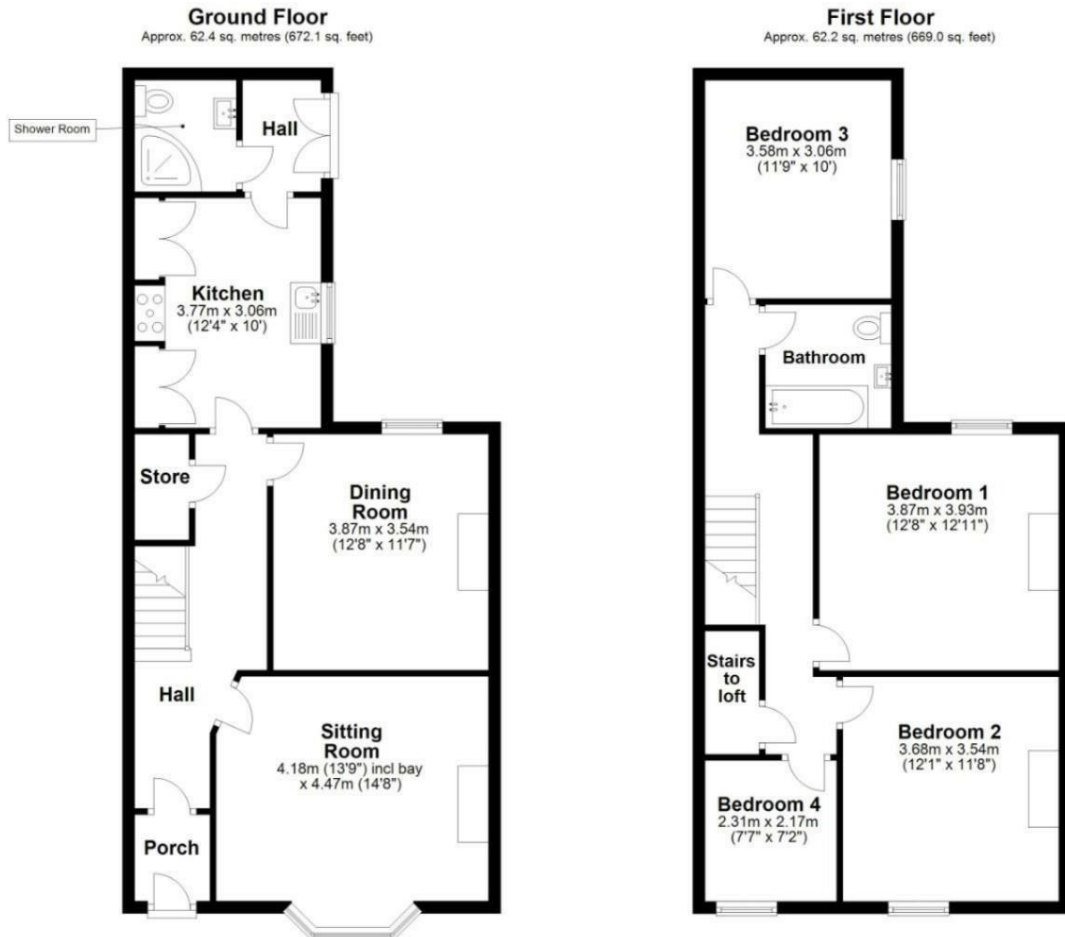 Ground Floor
Approx. 62.4 sq. metres (672.1 sq. feet)
Shower Room
Hall
Kitchen
3.77m x 3.06m
(12'4" x 10')
Store
Dining
Room
3.87m x 3.54m
(12'8" x 11'7")
Hall
Sitting
Room
4.18m (13'9") incl bay
x 4.47m (14'8")
Porch
First Floor
Approx. 62.2 sq. metres (669.0 sq. feet)
Bedroom 3
3.58m x 3.06m
(11'9" x 10')
Bathroom
Bedroom 1
3.87m x 3.93m
(12'8" x 12'11")
Stairs
to
loft
Bedroom 2
3.68m x 3.54m
(12'1" x 11'8")
Bedroom 4
2.31m x 2.17m
(7'7" x 7'2")